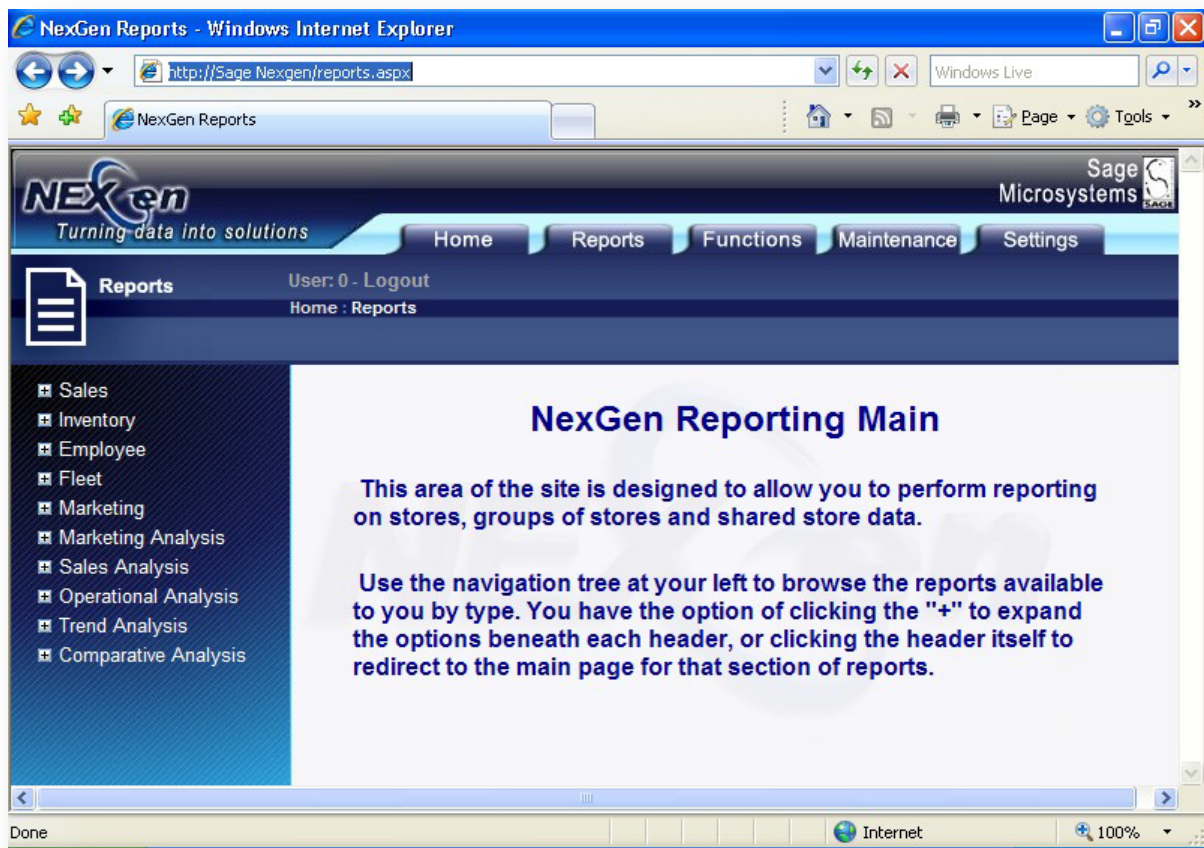 NexGen Reports - Windows Internet Explorer
http://Sage Nexgen/reports.aspx
Windows Live
NexGen Reports
Page
Tools
NEXGen
Turning data into solutions
Sage
Microsystems
SAGE
Home
Reports
Functions
Maintenance
Settings
Reports
User: 0 - Logout
Home : Reports
Sales
Inventory
Employee
Fleet
Marketing
Marketing Analysis
Sales Analysis
Operational Analysis
Trend Analysis
Comparative Analysis
NexGen Reporting Main
This area of the site is designed to allow you to perform reporting
on stores, groups of stores and shared store data.
Use the navigation tree at your left to browse the reports available
to you by type. You have the option of clicking the "+" to expand
the options beneath each header, or clicking the header itself to
redirect to the main page for that section of reports.
NEXGen
Done
Internet
100%